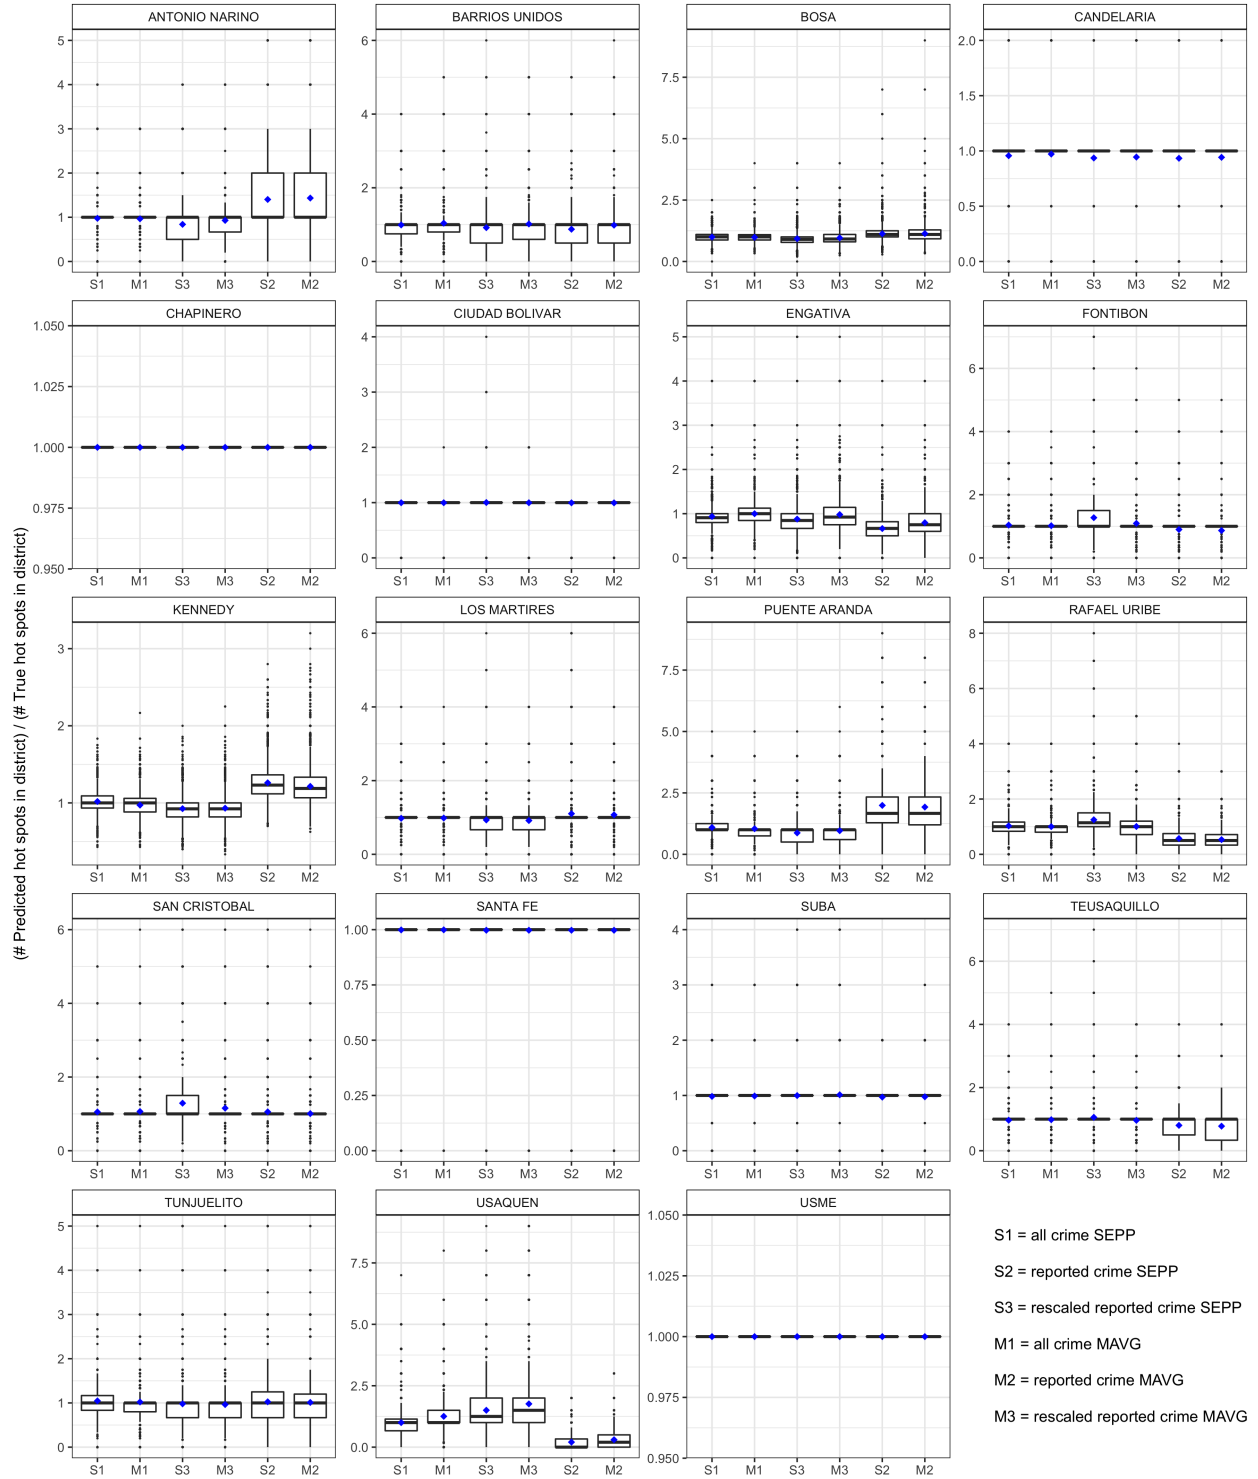 (# Predicted hot spots in district) / (# True hot spots in district)
ANTONIO NARINO
5
4
3
2
1
0
S1 M1 S3 M3 S2 M2
BARRIOS UNIDOS
6
4
2
0
S1 M1 S3 M3 S2 M2
BOSA
7.5
5.0
2.5
0.0
S1 M1 S3 M3 S2 M2
CANDELARIA
2.0
1.5
1.0
0.5
0.0
S1 M1 S3 M3 S2 M2
CHAPINERO
1.050
1.025
1.000
0.975
0.950
S1 M1 S3 M3 S2 M2
CIUDAD BOLIVAR
4
3
2
1
0
S1 M1 S3 M3 S2 M2
ENGATIVA
5
4
3
2
1
0
S1 M1 S3 M3 S2 M2
FONTIBON
6
4
2
0
S1 M1 S3 M3 S2 M2
KENNEDY
3
2
1
S1 M1 S3 M3 S2 M2
LOS MARTIRES
6
4
2
0
S1 M1 S3 M3 S2 M2
PUENTE ARANDA
7.5
5.0
2.5
0.0
S1 M1 S3 M3 S2 M2
RAFAEL URIBE
8
6
4
2
0
S1 M1 S3 M3 S2 M2
SAN CRISTOBAL
6
4
2
0
S1 M1 S3 M3 S2 M2
SANTA FE
1.00
0.75
0.50
0.25
0.00
S1 M1 S3 M3 S2 M2
SUBA
4
3
2
1
0
S1 M1 S3 M3 S2 M2
TEUSAQUILLO
6
4
2
0
S1 M1 S3 M3 S2 M2
TUNJUELITO
5
4
3
2
1
0
S1 M1 S3 M3 S2 M2
USAQUEN
7.5
5.0
2.5
0.0
S1 M1 S3 M3 S2 M2
USME
1.050
1.025
1.000
0.975
0.950
S1 M1 S3 M3 S2 M2
S1 = all crime SEPP
S2 = reported crime SEPP
S3 = rescaled reported crime SEPP
M1 = all crime MAVG
M2 = reported crime MAVG
M3 = rescaled reported crime MAVG